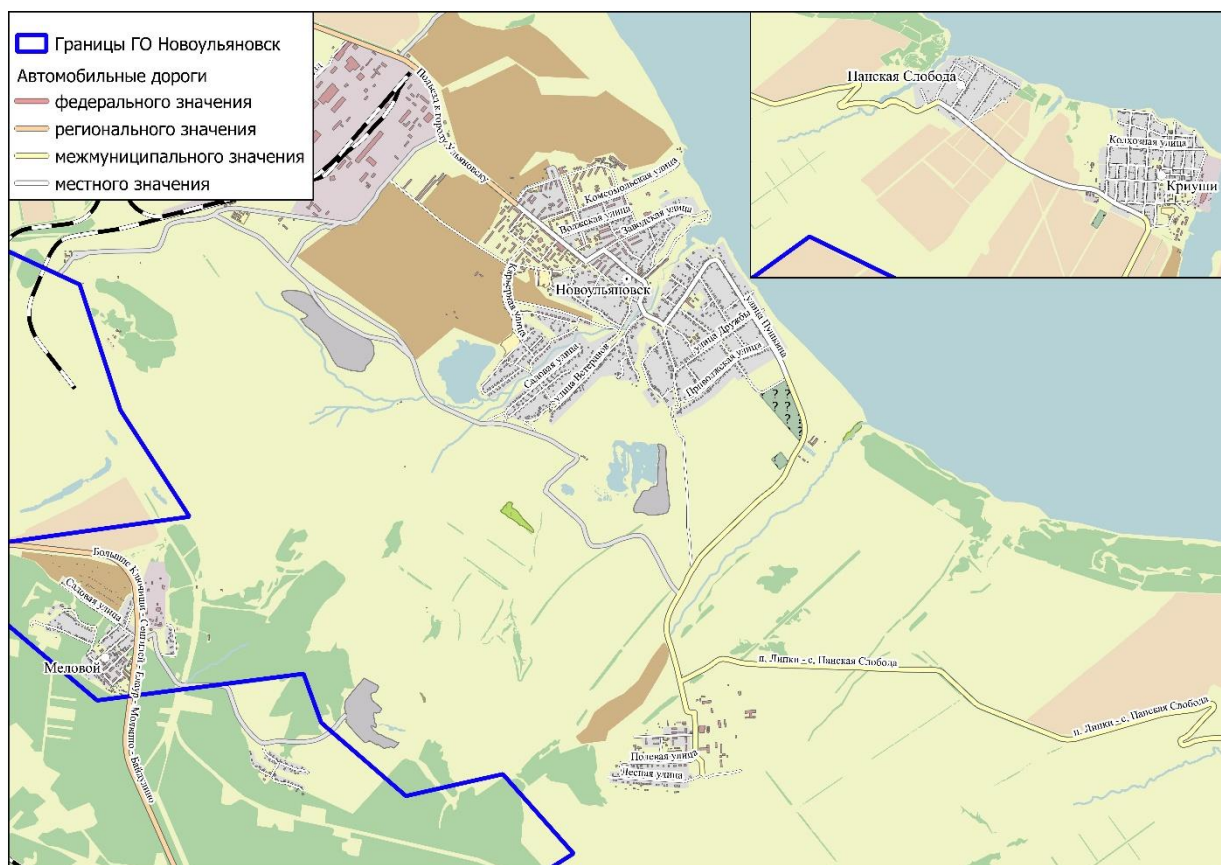 Границы ГО Новоульяновск
Автомобильные дороги
федерального значения
регионального значения
межмуниципального значения
местного значения
Панская Слобода
Колхозная улица
Криуши
Подъезд к городу Ульяновску
Комсомольская улица
Волжская улица
Заводская улица
Карьерная улица
Новоульяновск
улица Пушкина
улица Дружбы
Приволжская улица
Садовая улица
улица Ветеранов
? ?
? ?
? ?
?
Большие Ключищи - Сенгилей - Елаур - Молвино - Байдулино
Садовая улица
Меловой
п. Липки - с. Панская Слобода
п. Липки - с. Панская Слобода
Полевая улица
Лесная улица